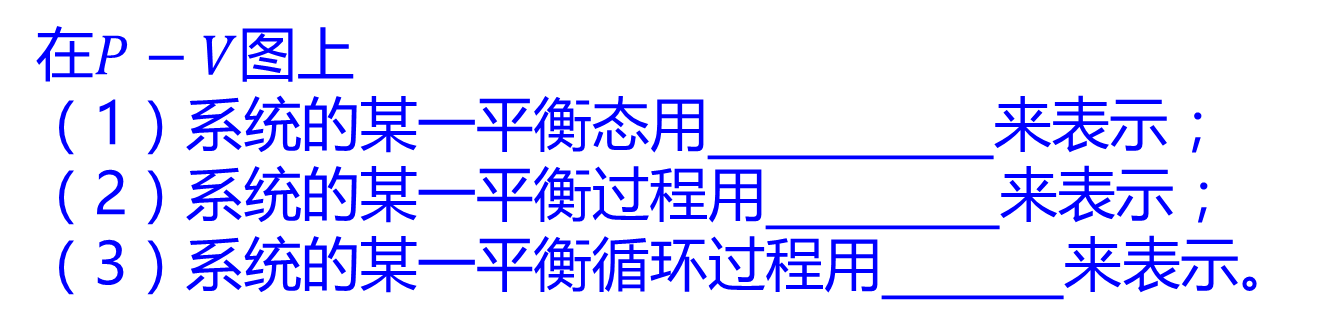 在P − V图上
（1）系统的某一平衡态用__________来表示；
（2）系统的某一平衡过程用________来表示；
（3）系统的某一平衡循环过程用______来表示。